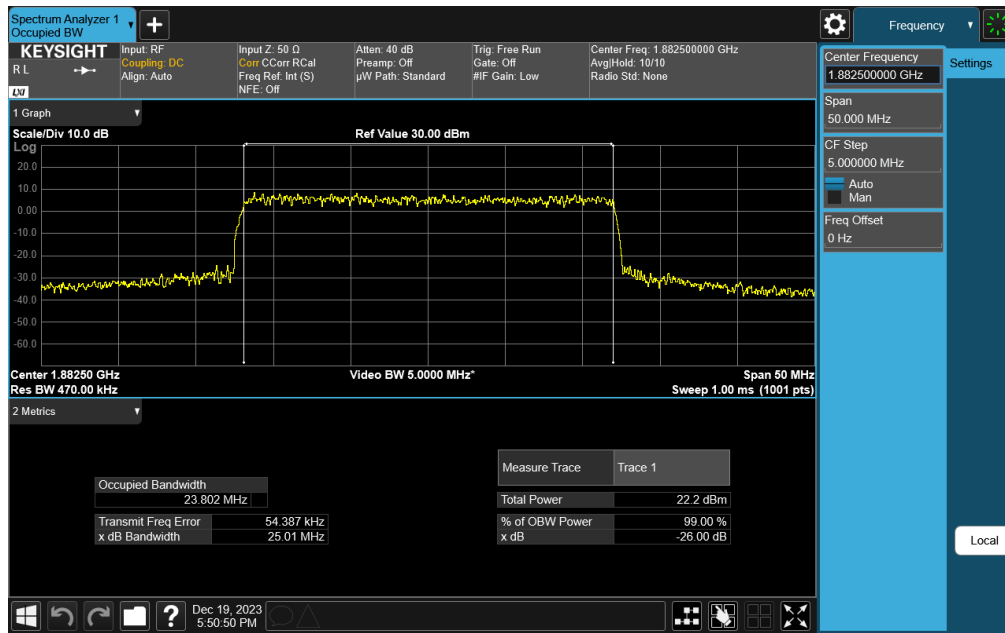 Spectrum Analyzer 1
Occupied BW
Frequency
KEYSIGHT
R L
LXI
Input: RF
Coupling: DC
Align: Auto
Input Z: 50 Ω
Corr CCorr RCal
Freq Ref: Int (S)
NFE: Off
Atten: 40 dB
Preamp: Off
µW Path: Standard
Trig: Free Run
Gate: Off
#IF Gain: Low
Center Freq: 1.882500000 GHz
Avg|Hold: 10/10
Radio Std: None
Center Frequency
1.882500000 GHz
Settings
Span
50.000 MHz
CF Step
5.000000 MHz
Auto
Man
Freq Offset
0 Hz
Local
1 Graph
Scale/Div 10.0 dB
Ref Value 30.00 dBm
Log
20.0
10.0
0.00
-10.0
-20.0
-30.0
-40.0
-50.0
-60.0
Center 1.88250 GHz
Video BW 5.0000 MHz*
Span 50 MHz
Res BW 470.00 kHz
Sweep 1.00 ms (1001 pts)
2 Metrics
Measure Trace
Trace 1
Occupied Bandwidth
23.802 MHz
Total Power
22.2 dBm
Transmit Freq Error
54.387 kHz
% of OBW Power
99.00 %
x dB Bandwidth
25.01 MHz
x dB
-26.00 dB
?
Dec 19, 2023
5:50:50 PM